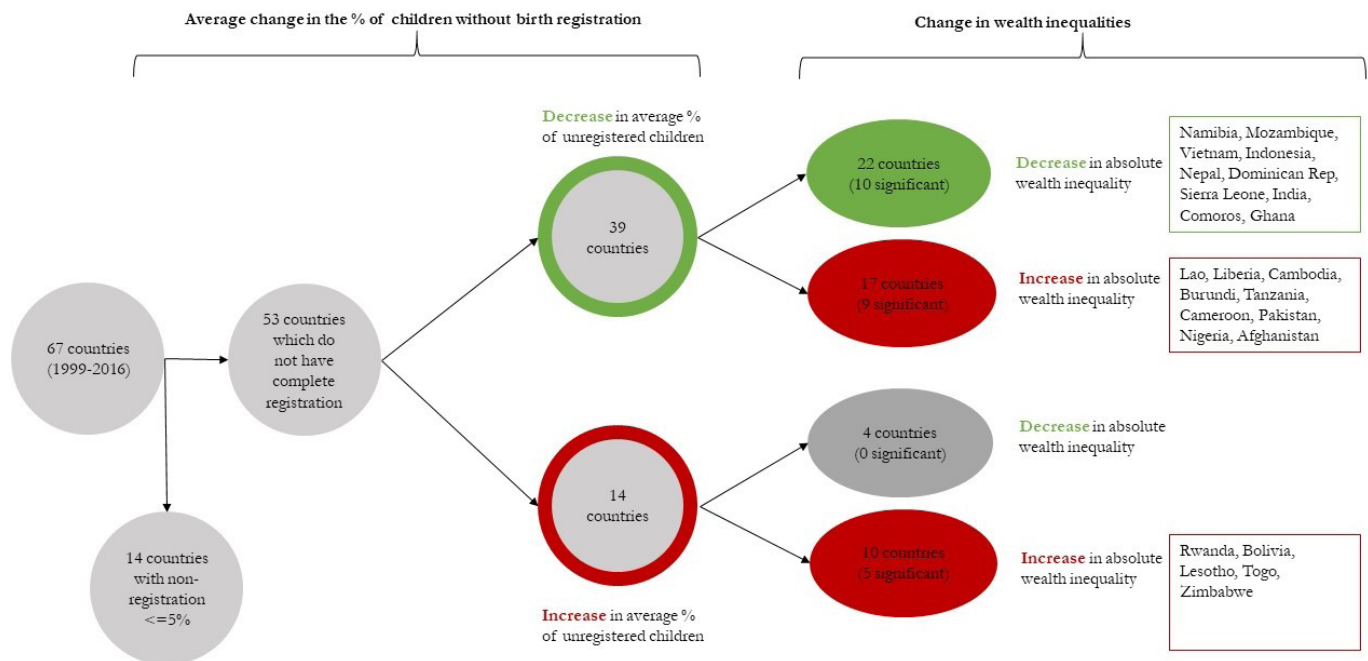 Average change in the % of children without birth registration
Change in wealth inequalities
Decrease in average %
of unregistered children
22 countries
(10 significant)
Decrease in absolute
wealth inequality
Namibia, Mozambique,
Vietnam, Indonesia,
Nepal, Dominican Rep,
Sierra Leone, India,
Comoros, Ghana
39
countries
17 countries
(9 significant)
Increase in absolute
wealth inequality
Lao, Liberia, Cambodia,
Burundi, Tanzania,
Cameroon, Pakistan,
Nigeria, Afghanistan
67 countries
(1999-2016)
53 countries
which do
not have
complete
registration
4 countries
(0 significant)
Decrease in absolute
wealth inequality
14
countries
14 countries
with non-
registration
<=5%
10 countries
(5 significant)
Increase in absolute
wealth inequality
Rwanda, Bolivia,
Lesotho, Togo,
Zimbabwe
Increase in average %
of unregistered children